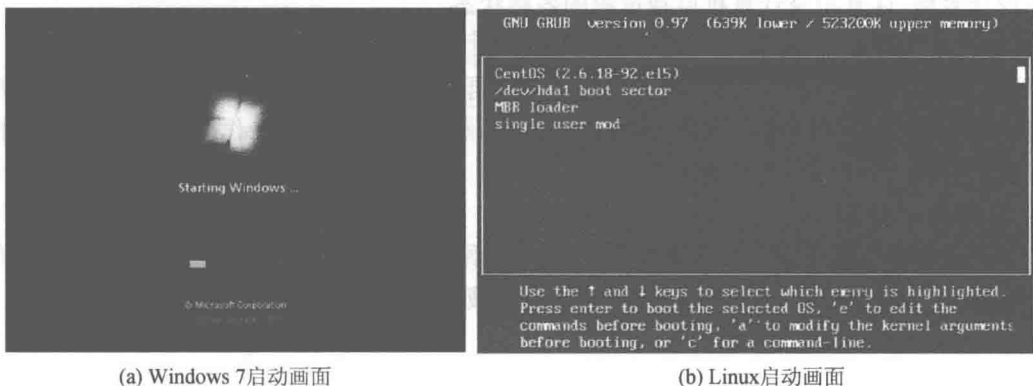 Starting Windows ...
© Microsoft Corporation
(a) Windows 7启动画面
GNU GRUB version 0.97 (639K lower / 523200K upper memory)
CentOS (2.6.18-92.el5)
/dev/hda1 boot sector
MBR loader
single user mod
Use the ↑ and ↓ keys to select which entry is highlighted.
Press enter to boot the selected OS, 'e' to edit the
commands before booting, 'a' to modify the kernel arguments
before booting, or 'c' for a command-line.
(b) Linux启动画面